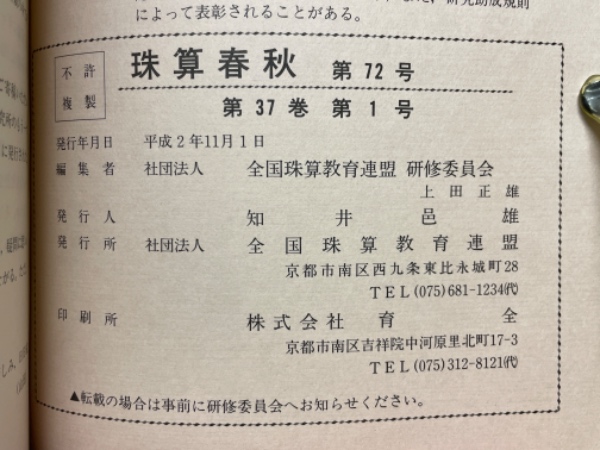 によって表彰されることがある。
不許
複製
珠算春秋 第72号
第37巻 第1号
発行年月日 平成2年11月1日
編集者 社団法人 全国珠算教育連盟 研修委員会
上田正雄
発行人 知井邑雄
発行所 社団法人 全国珠算教育連盟
京都市南区西九条東比永城町28
TEL(075)681-1234㈹
印刷所 株式会社 育全
京都市南区吉祥院中河原里北町17-3
TEL(075)312-8121㈹
▲転載の場合は事前に研修委員会へお知らせください。